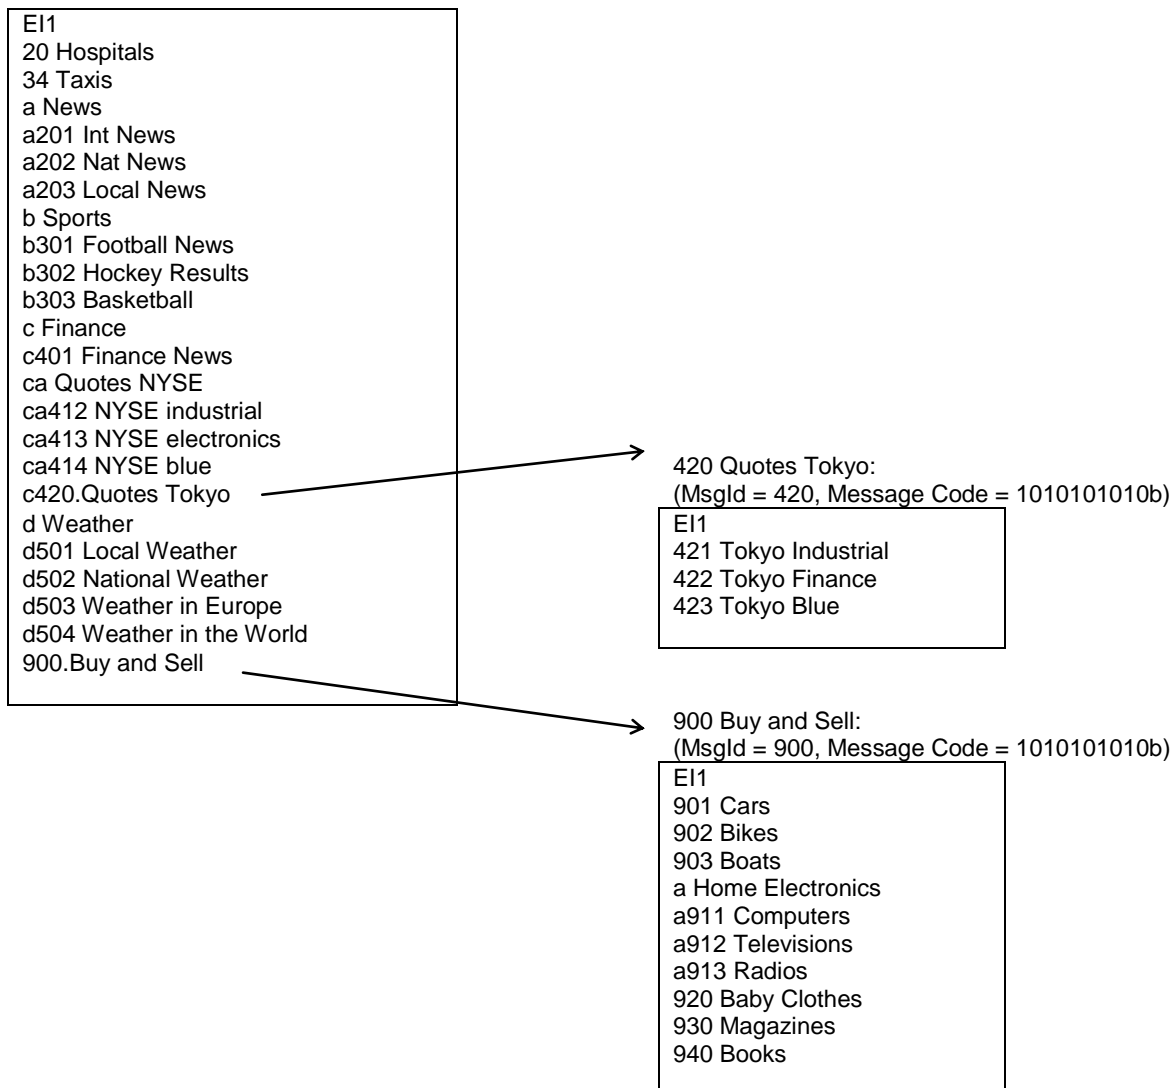 EI1
20 Hospitals
34 Taxis
a News
a201 Int News
a202 Nat News
a203 Local News
b Sports
b301 Football News
b302 Hockey Results
b303 Basketball
c Finance
c401 Finance News
ca Quotes NYSE
ca412 NYSE industrial
ca413 NYSE electronics
ca414 NYSE blue
c420.Quotes Tokyo
d Weather
d501 Local Weather
d502 National Weather
d503 Weather in Europe
d504 Weather in the World
900.Buy and Sell
420 Quotes Tokyo:
(MsgId = 420, Message Code = 1010101010b)
EI1
421 Tokyo Industrial
422 Tokyo Finance
423 Tokyo Blue
900 Buy and Sell:
(MsgId = 900, Message Code = 1010101010b)
EI1
901 Cars
902 Bikes
903 Boats
a Home Electronics
a911 Computers
a912 Televisions
a913 Radios
920 Baby Clothes
930 Magazines
940 Books